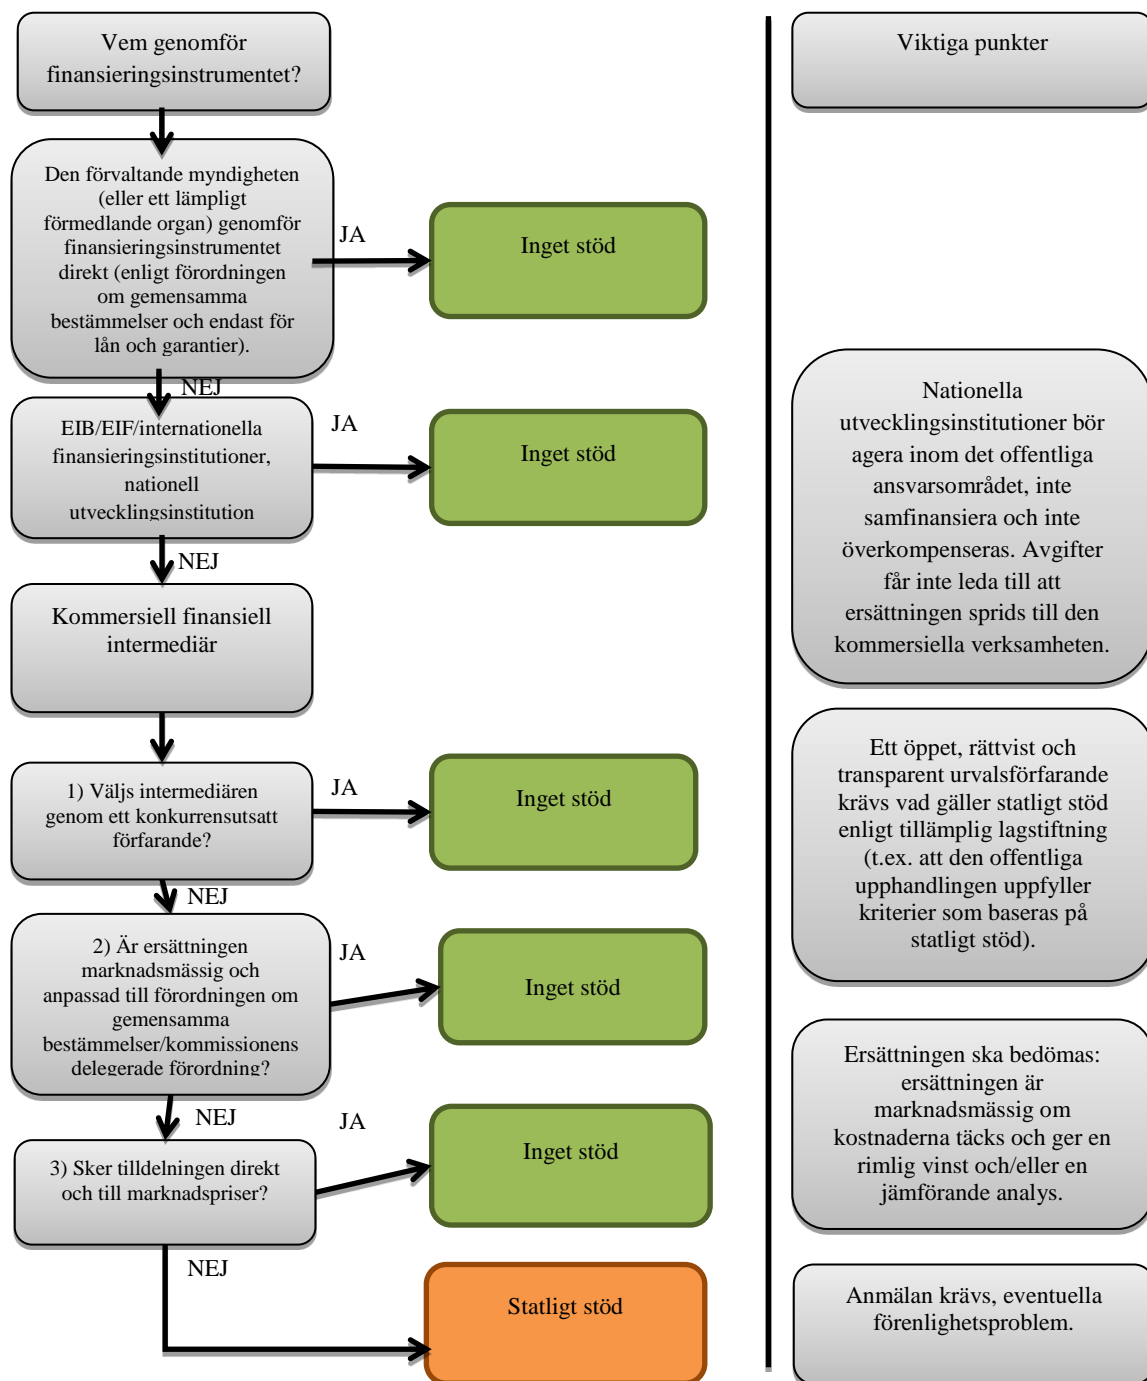 Vem genomför
finansieringsinstrumentet?
Viktiga punkter
Den förvaltande myndigheten
(eller ett lämpligt
förmedlande organ) genomför
finansieringsinstrumentet
direkt (enligt förordningen
om gemensamma
bestämmelser och endast för
lån och garantier).
JA
Inget stöd
NEJ
EIB/EIF/internationella
finansieringsinstitutioner,
nationell
utvecklingsinstitution
JA
Inget stöd
Nationella
utvecklingsinstitutioner bör
agera inom det offentliga
ansvarsområdet, inte
samfinansiera och inte
överkompenseras. Avgifter
får inte leda till att
ersättningen sprids till den
kommersiella verksamheten.
NEJ
Kommersiell finansiell
intermediär
1) Väljs intermediären
genom ett konkurrensutsatt
förfarande?
JA
Inget stöd
Ett öppet, rättvist och
transparent urvalsförfarande
krävs vad gäller statligt stöd
enligt tillämplig lagstiftning
(t.ex. att den offentliga
upphandlingen uppfyller
kriterier som baseras på
statligt stöd).
NEJ
2) Är ersättningen
marknadsmässig och
anpassad till förordningen om
gemensamma
bestämmelser/kommissionens
delegerade förordning?
JA
Inget stöd
Ersättningen ska bedömas:
ersättningen är
marknadsmässig om
kostnaderna täcks och ger en
rimlig vinst och/eller en
jämförande analys.
NEJ
3) Sker tilldelningen direkt
och till marknadspriser?
JA
Inget stöd
NEJ
Statligt stöd
Anmälan krävs, eventuella
förenlighetsproblem.